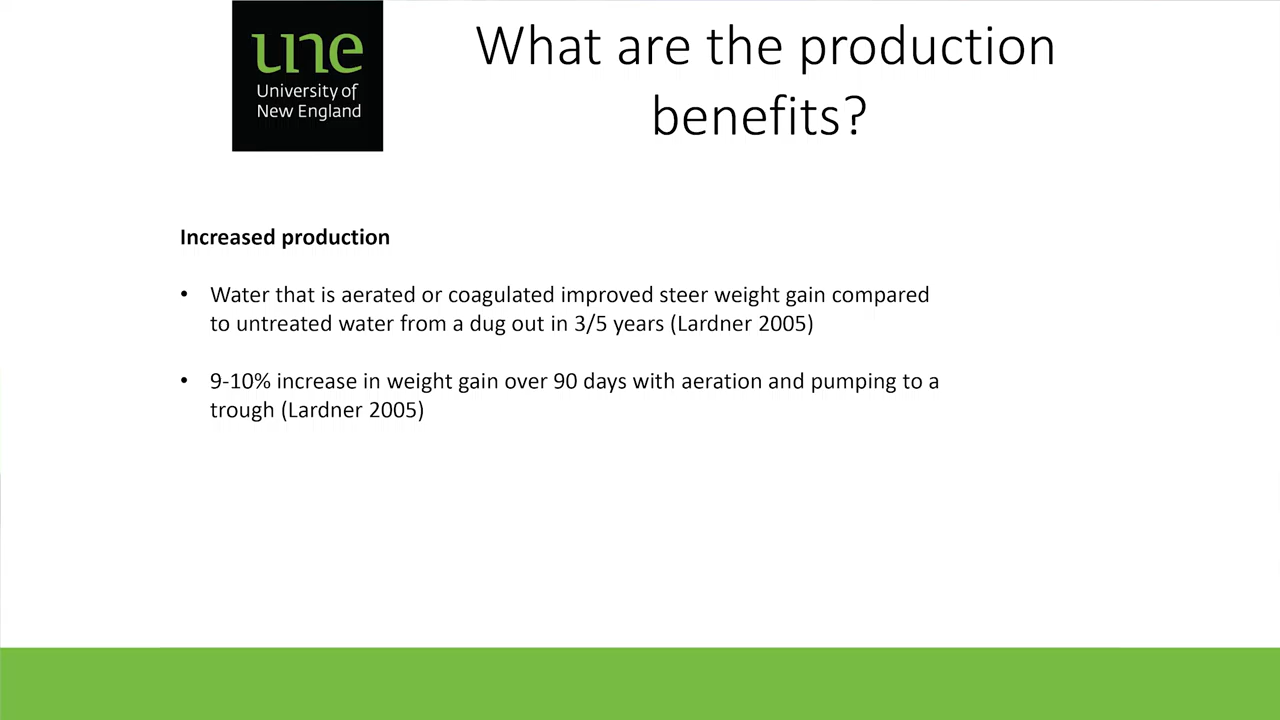 une
University of
New England
What are the production
benefits?
Increased production
• Water that is aerated or coagulated improved steer weight gain compared
to untreated water from a dug out in 3/5 years (Lardner 2005)
• 9-10% increase in weight gain over 90 days with aeration and pumping to a
trough (Lardner 2005)